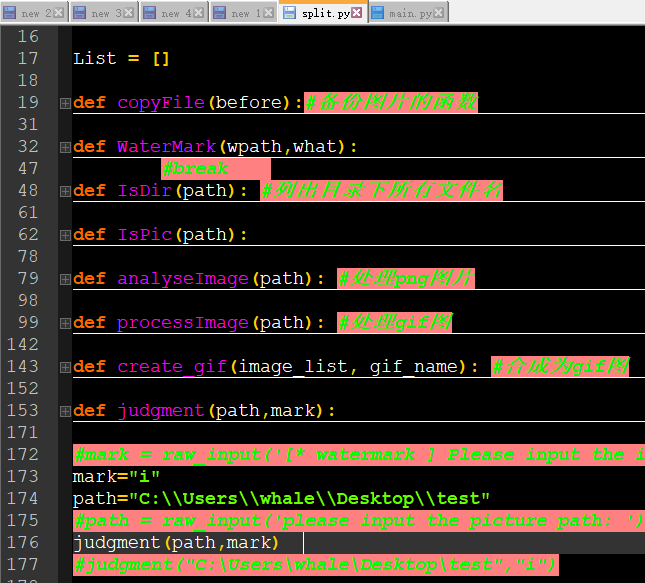 new 2 new 3 new 4 new 1 split.py main.py
16
17 List = []
18
19 def copyFile(before):#备份图片的函数
31
32 def WaterMark(wpath,what):
47 #break
48 def IsDir(path): #列出目录下所有文件名
61
62 def IsPic(path):
78
79 def analyseImage(path): #处理png图片
98
99 def processImage(path): #处理gif图
142
143 def create_gif(image_list, gif_name): #合成为gif图
152
153 def judgment(path,mark):
171
172 #mark = raw_input('[* watermark ] Please input the i
173 mark="i"
174 path="C:\\Users\\whale\\Desktop\\test"
175 #path = raw_input('please input the picture path: ')
176 judgment(path,mark)
177 #judgment("C:\Users\whale\Desktop\test","i")